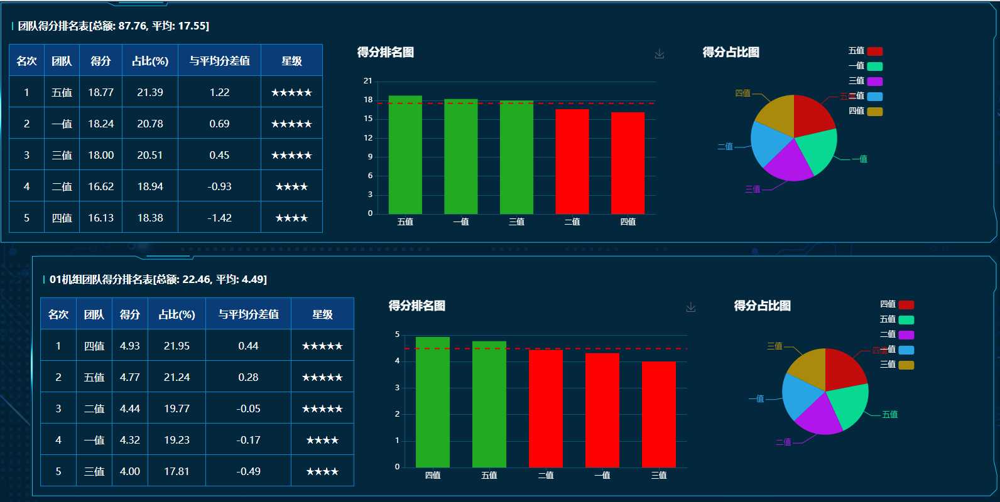 团队得分排名表[总额: 87.76, 平均: 17.55]
名次 团队 得分 占比(%) 与平均分差值 星级
1 五值 18.77 21.39 1.22 ★★★★★
2 一值 18.24 20.78 0.69 ★★★★★
3 三值 18.00 20.51 0.45 ★★★★★
4 二值 16.62 18.94 -0.93 ★★★★
5 四值 16.13 18.38 -1.42 ★★★★
得分排名图
21
18
15
12
9
6
3
0
五值 一值 三值 二值 四值
得分占比图
五值
一值
三值
二值
四值
四值
五值
二值
一值
三值
01机组团队得分排名表[总额: 22.46, 平均: 4.49]
名次 团队 得分 占比(%) 与平均分差值 星级
1 四值 4.93 21.95 0.44 ★★★★★
2 五值 4.77 21.24 0.28 ★★★★★
3 二值 4.44 19.77 -0.05 ★★★★★
4 一值 4.32 19.23 -0.17 ★★★★
5 三值 4.00 17.81 -0.49 ★★★★
得分排名图
5
4
3
2
1
0
四值 五值 二值 一值 三值
得分占比图
四值
五值
二值
一值
三值
三值
四值
一值
五值
二值